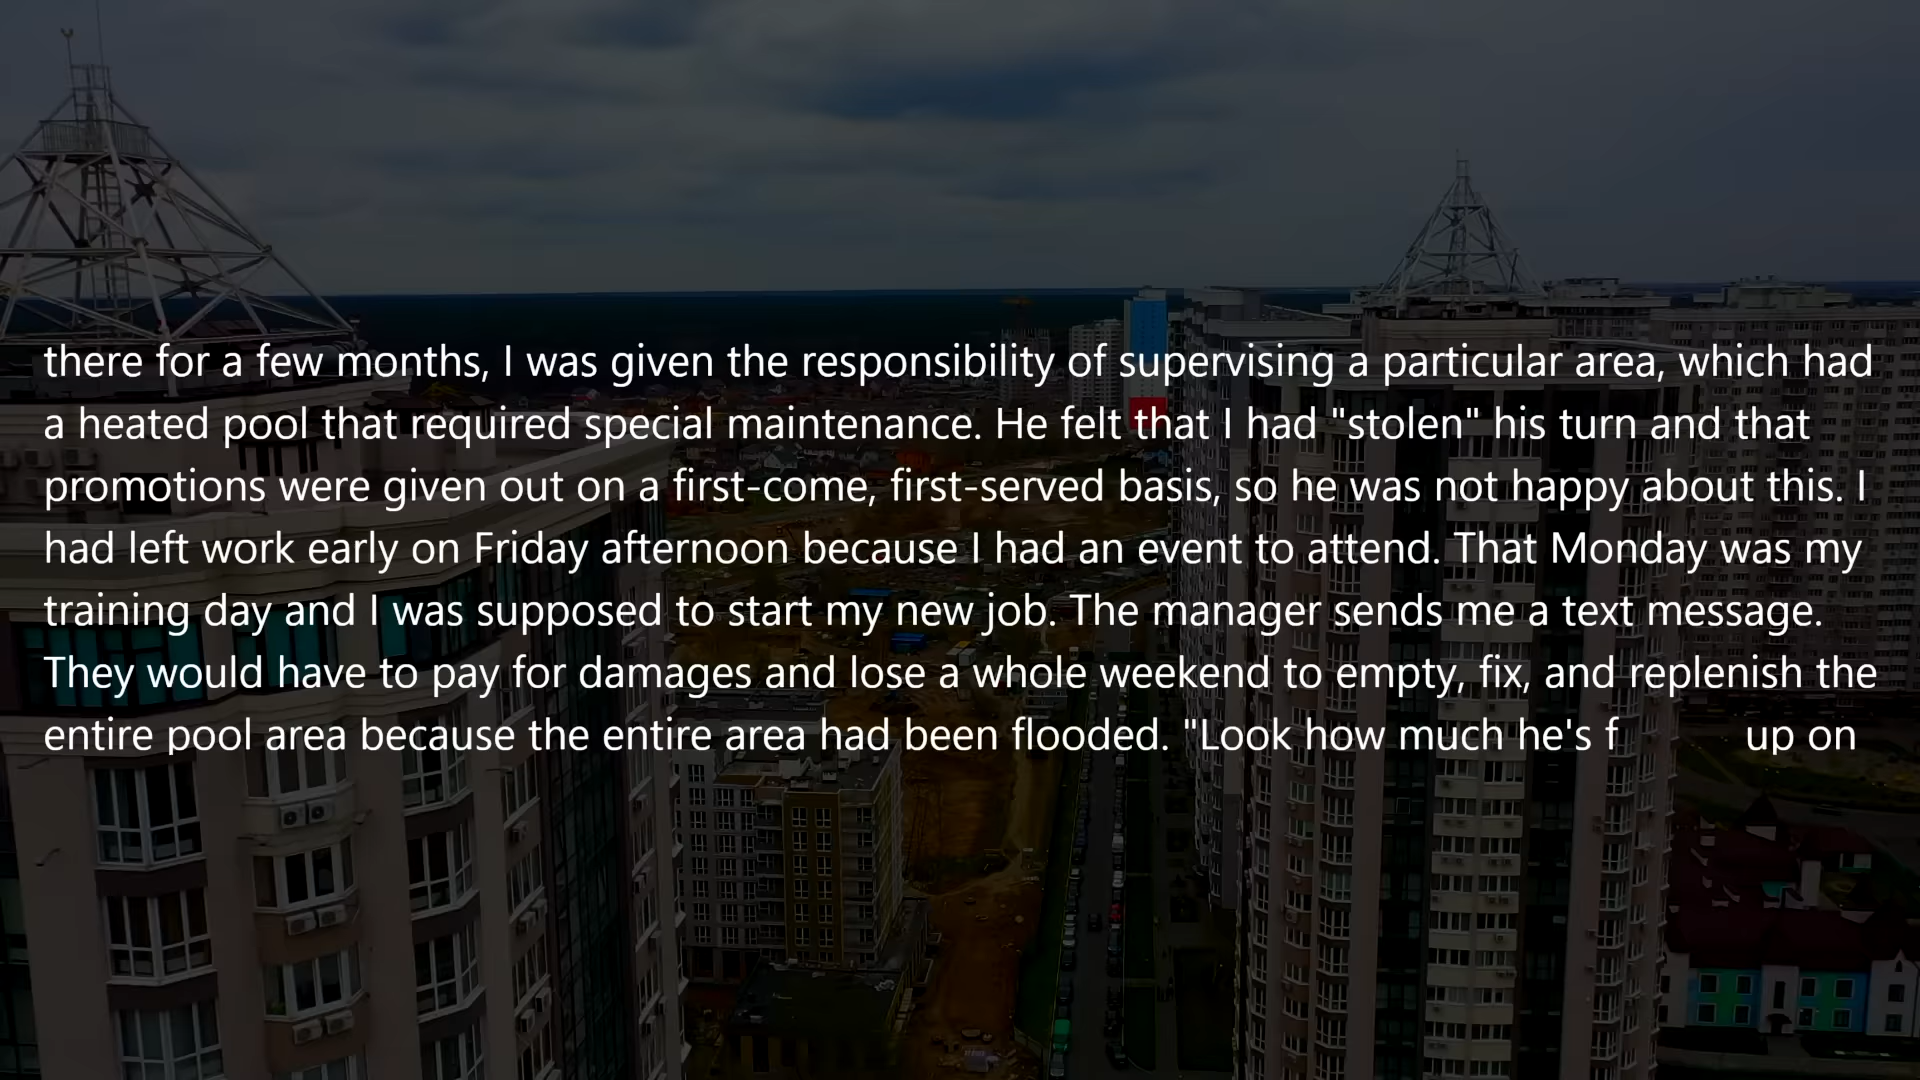 there for a few months, I was given the responsibility of supervising a particular area, which had
a heated pool that required special maintenance. He felt that I had "stolen" his turn and that
promotions were given out on a first-come, first-served basis, so he was not happy about this. I
had left work early on Friday afternoon because I had an event to attend. That Monday was my
training day and I was supposed to start my new job. The manager sends me a text message.
They would have to pay for damages and lose a whole weekend to empty, fix, and replenish the
entire pool area because the entire area had been flooded. "Look how much he's f up on